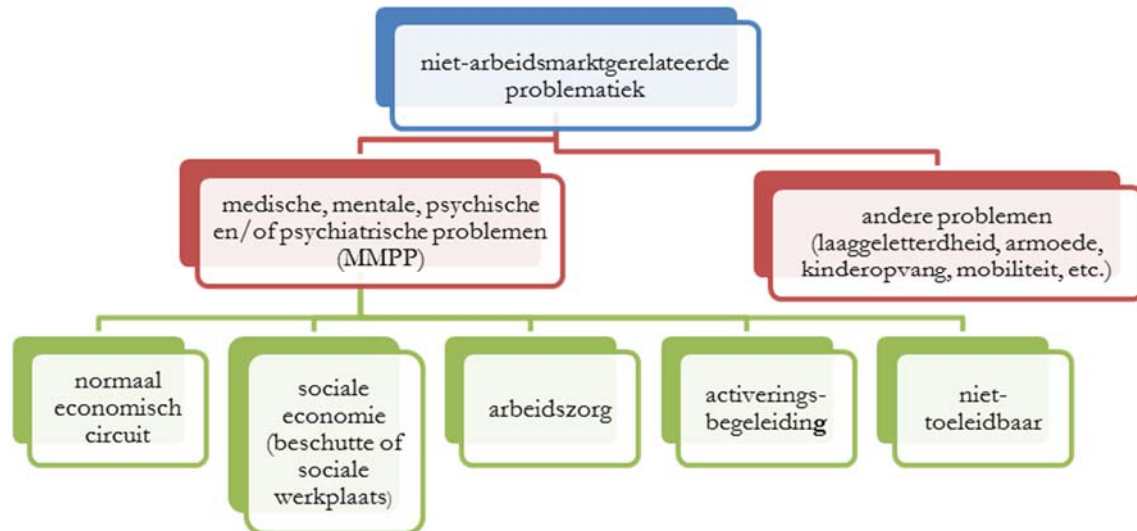 niet-arbeidsmarktgerelateerde
problematiek
medische, mentale, psychische
en/of psychiatrische problemen
(MMPP)
andere problemen
(laaggeletterdheid, armoede,
kinderopvang, mobiliteit, etc.)
normaal
economisch
circuit
sociale
economie
(beschutte of
sociale
werkplaats)
arbeidszorg
activerings-
begeleiding
niet-
toeleidbaar